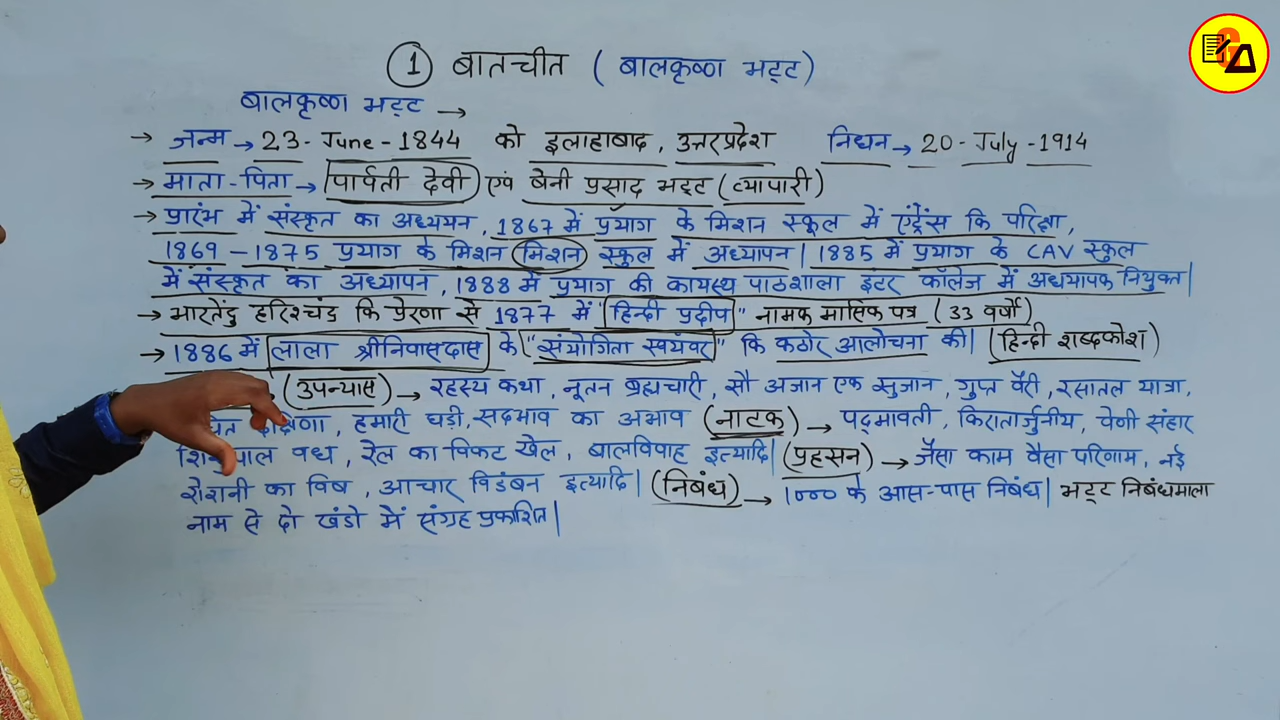 ① बातचीत ( बालकृष्ण भट्ट )
बालकृष्ण भट्ट →
→ जन्म → 23 - June - 1844 को इलाहाबाद, उत्तरप्रदेश निधन → 20 - July - 1914
→ माता - पिता → पार्वती देवी एवं बेनी प्रसाद भट्ट (व्यापारी)
→ प्रारंभ में संस्कृत का अध्ययन, 1867 में प्रयाग के मिशन स्कूल में एंट्रेंस कि परिक्षा,
1869 – 1875 प्रयाग के मिशन (मिशन) स्कुल में अध्यापन | 1885 में प्रयाग के CAV स्कुल
में संस्कृत का अध्यापन, 1888 में प्रयाग की कायस्थ पाठशाला इंटर कॉलेज में अध्यापक नियुक्त |
→ भारतेंदु हरिश्चंद्र कि प्रेरणा से 1877 में "हिन्दी प्रदीप" नामक मासिक पत्र (33 वर्षो)
→ 1886 में लाला श्रीनिवासदास के "संयोगिता स्वयंवर" कि कठोर आलोचना की | (हिन्दी शब्दकोश)
(उपन्यास) → रहस्य कथा, नूतन ब्रह्मचारी, सौ अजान एक सुजान, गुप्त वैरी, रसातल यात्रा,
हमारी घड़ी, सदभाव का अभाव (नाटक) → पद्मावती, किरातार्जुनीय, वेणी संहार
वध, रेल का विकट खेल, बालविवाह इत्यादि | (प्रहसन) → जैसा काम वैसा परिणाम, नई
रोशनी का विष, आचार विडंबन इत्यादि | (निबंध) → 1000 के आस-पास निबंध | भट्ट निबंधमाला
नाम से दो खंडो में संग्रह प्रकाशित |